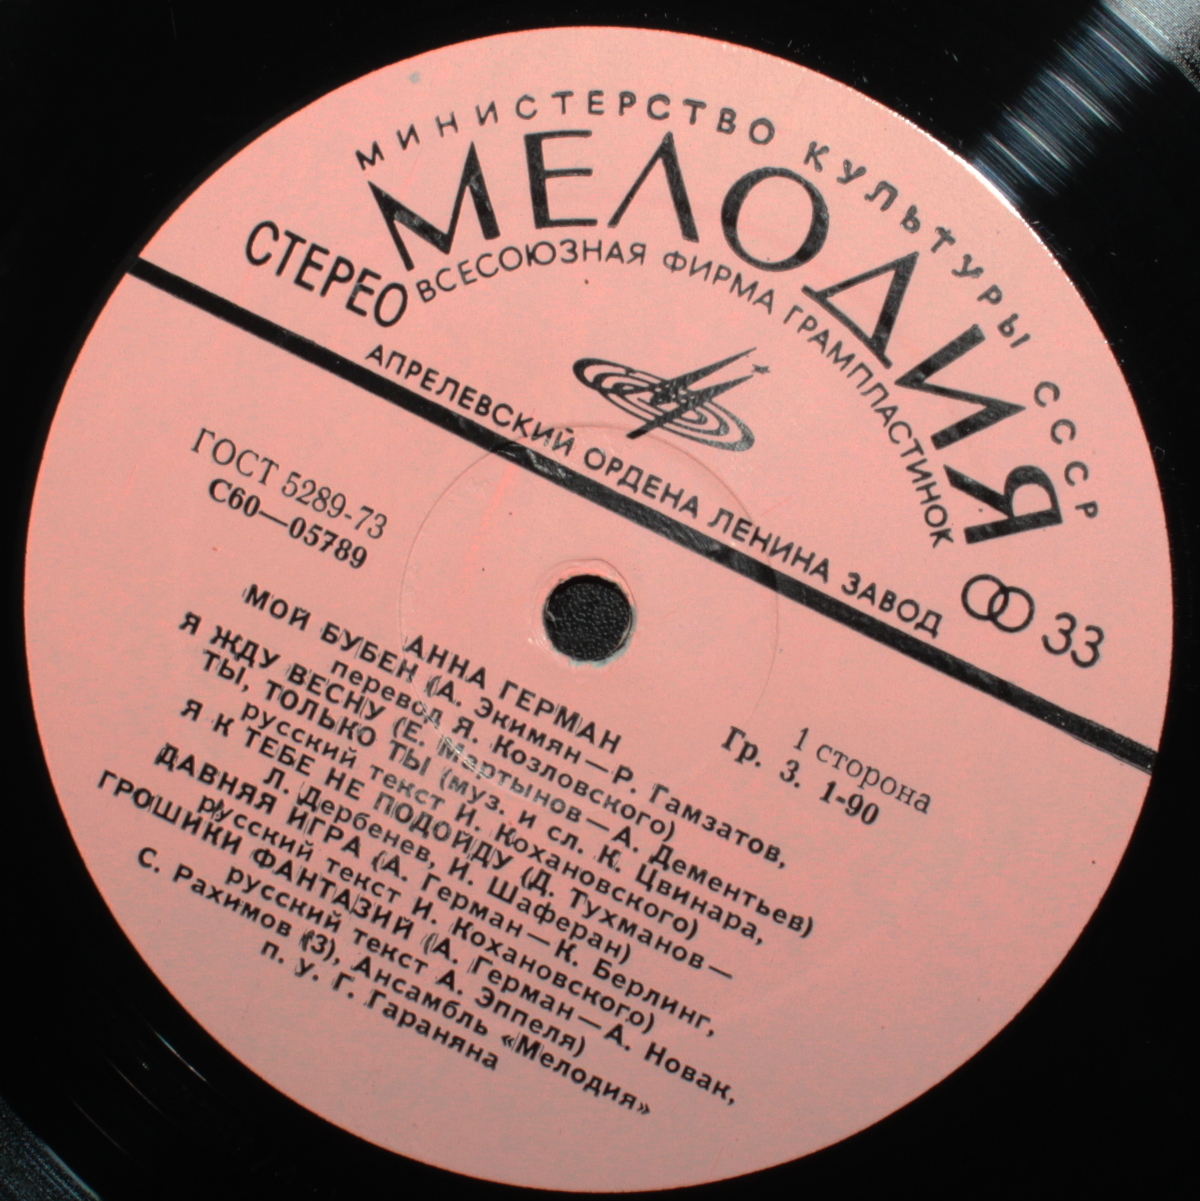 МИНИСТЕРСТВО КУЛЬТУРЫ СССР
МЕЛОДИЯ
ВСЕСОЮЗНАЯ ФИРМА ГРАМПЛАСТИНОК
СТЕРЕО
АПРЕЛЕВСКИЙ ОРДЕНА ЛЕНИНА ЗАВОД
33
ГОСТ 5289-73
С60—05789
1 сторона
Гр. 3. 1-90
АННА ГЕРМАН
МОЙ БУБЕН (А. Экимян—Р. Гамзатов,
перевод Я. Козловского)
Я ЖДУ ВЕСНУ (Е. Мартынов—А. Дементьев)
ТЫ, ТОЛЬКО ТЫ (муз. и сл. К. Цвинара,
русский текст И. Кохановского)
Я К ТЕБЕ НЕ ПОДОЙДУ (Д. Тухманов—
Л. Дербенев, И. Шаферан)
ДАВНЯЯ ИГРА (А. Герман—К. Берлинг,
русский текст И. Кохановского)
ГРОШИКИ ФАНТАЗИЙ (А. Герман—А. Новак,
русский текст А. Эппеля)
С. Рахимов (3), Ансамбль «Мелодия»
п. у. Г. Гараняна